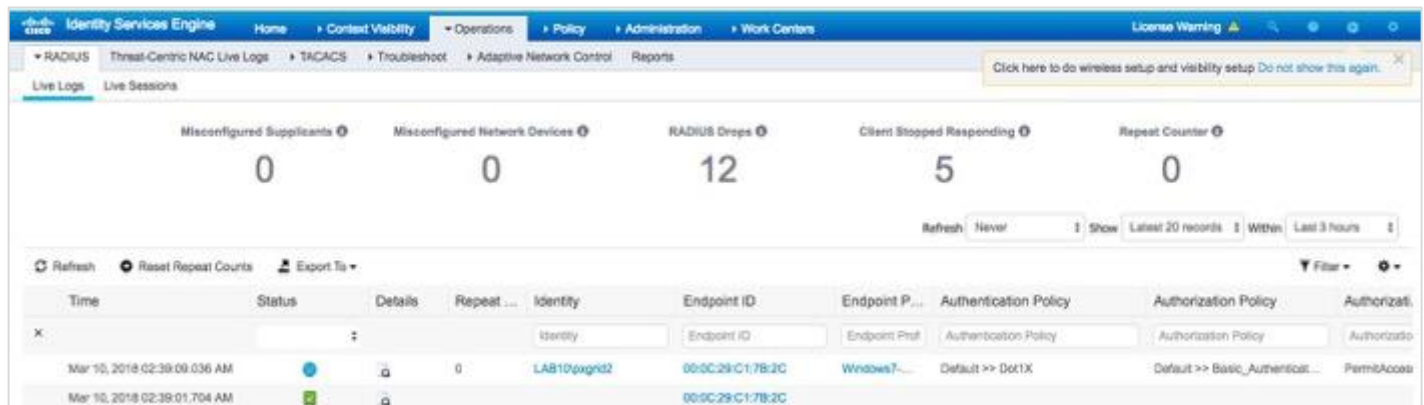 cisco Identity Services Engine Home Context Visibility Operations Policy Administration Work Centers License Warning
RADIUS Threat-Centric NAC Live Logs TACACS Troubleshoot Adaptive Network Control Reports
Click here to do wireless setup and visibility setup Do not show this again.
Live Logs Live Sessions
Misconfigured Supplicants Misconfigured Network Devices RADIUS Drops Client Stopped Responding Repeat Counter
0 0 12 5 0
Refresh Never Show Latest 20 records Within Last 3 hours
Refresh Reset Repeat Counts Export To Filter
Time Status Details Repeat ... Identity Endpoint ID Endpoint P... Authentication Policy Authorization Policy Authorizati
Identity Endpoint ID Endpoint Prof Authentication Policy Authorization Policy Authorizatio
Mar 10, 2018 02:39:09.036 AM 0 LAB10\pxgrid2 00:0C:29:C1:7B:2C Windows7-... Default >> Dot1X Default >> Basic_Authenticat... PermitAccess
Mar 10, 2018 02:39:01.704 AM 00:0C:29:C1:7B:2C